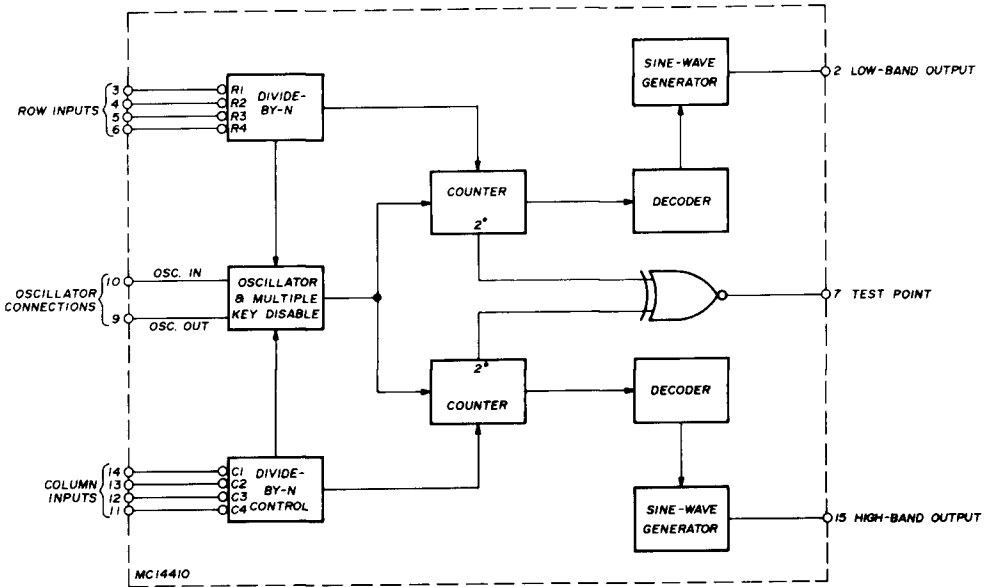 SINE-WAVE
GENERATOR
2 LOW-BAND OUTPUT
ROW INPUTS
3
4
5
6
R1
R2
R3
R4
DIVIDE-
BY-N
COUNTER
2°
DECODER
OSCILLATOR
CONNECTIONS
10
9
OSC. IN
OSC. OUT
OSCILLATOR
& MULTIPLE
KEY DISABLE
7 TEST POINT
2°
COUNTER
DECODER
COLUMN
INPUTS
14
13
12
11
C1
C2
C3
C4
DIVIDE-
BY-N
CONTROL
SINE-WAVE
GENERATOR
15 HIGH-BAND OUTPUT
MC14410